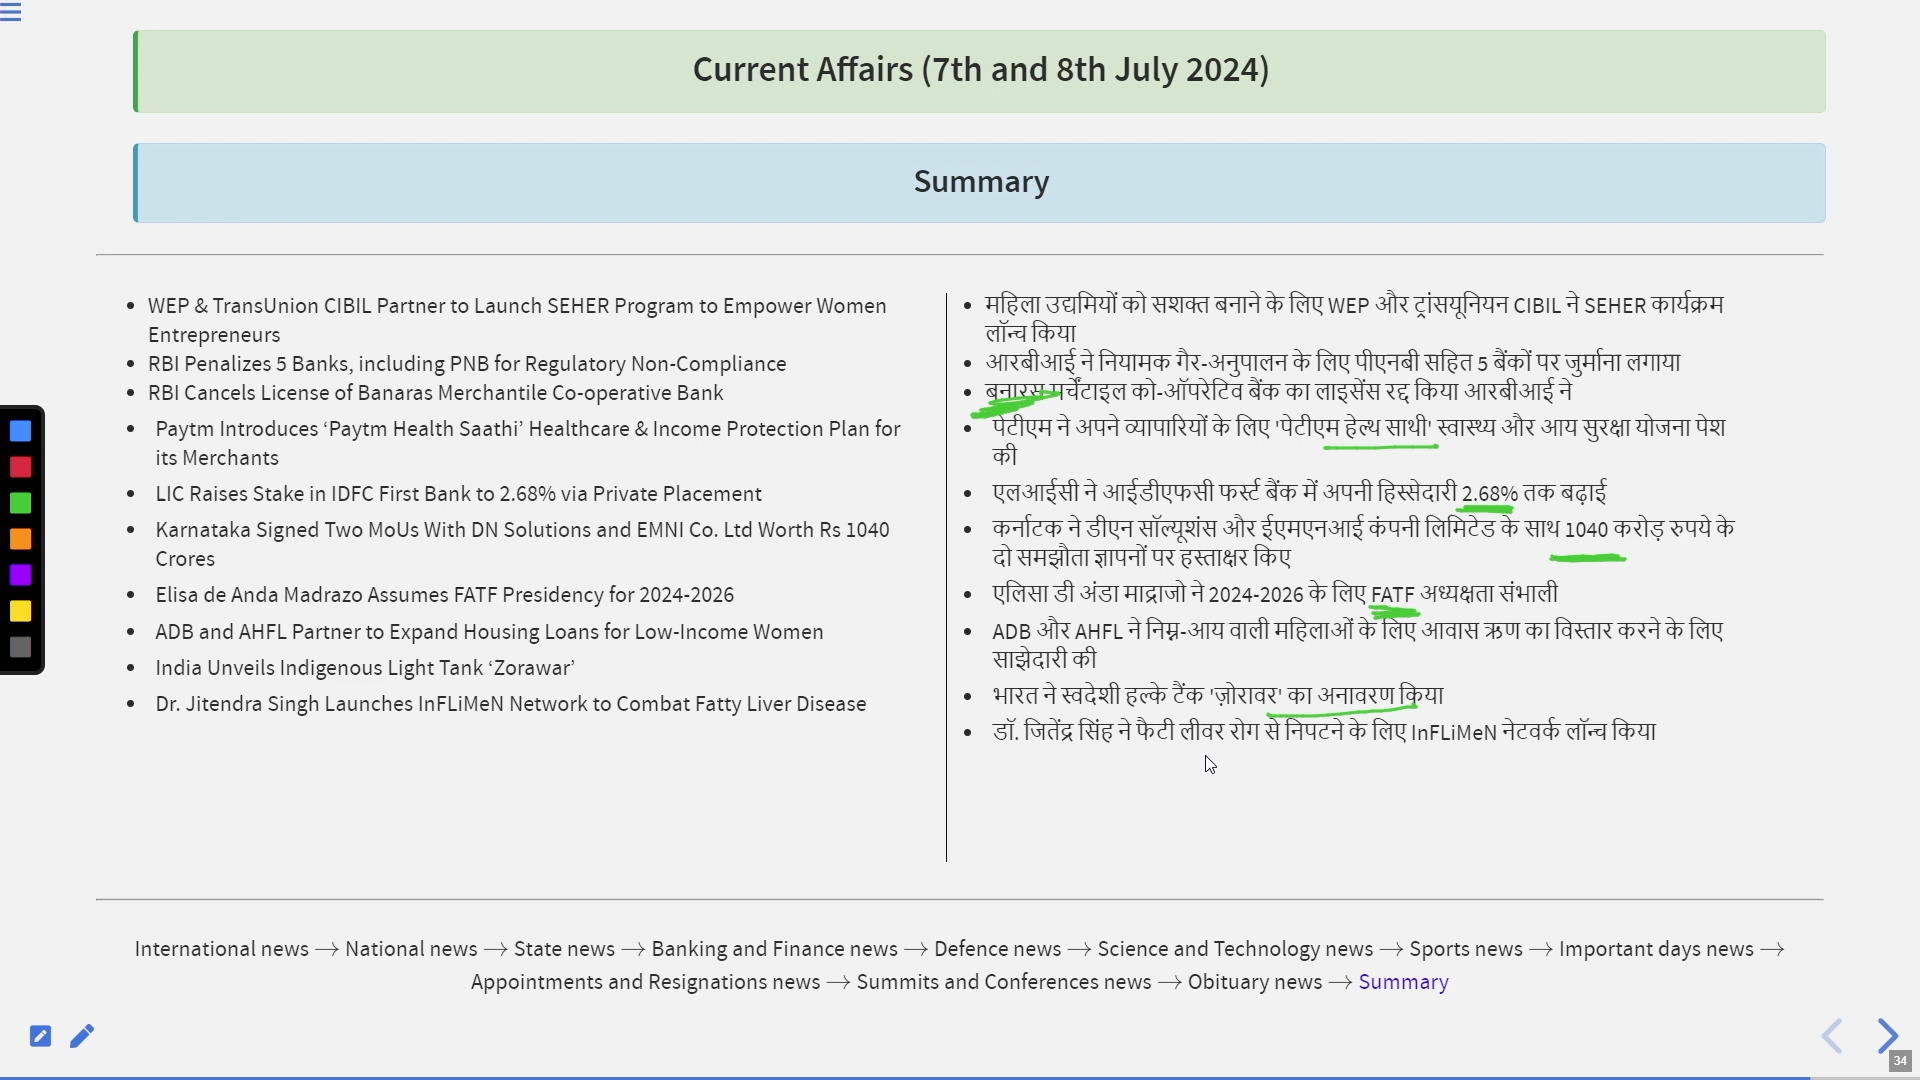 Current Affairs (7th and 8th July 2024)
Summary
WEP & TransUnion CIBIL Partner to Launch SEHER Program to Empower Women
Entrepreneurs
RBI Penalizes 5 Banks, including PNB for Regulatory Non-Compliance
RBI Cancels License of Banaras Merchantile Co-operative Bank
Paytm Introduces ‘Paytm Health Saathi’ Healthcare & Income Protection Plan for
its Merchants
LIC Raises Stake in IDFC First Bank to 2.68% via Private Placement
Karnataka Signed Two MoUs With DN Solutions and EMNI Co. Ltd Worth Rs 1040
Crores
Elisa de Anda Madrazo Assumes FATF Presidency for 2024-2026
ADB and AHFL Partner to Expand Housing Loans for Low-Income Women
India Unveils Indigenous Light Tank ‘Zorawar’
Dr. Jitendra Singh Launches InFLiMeN Network to Combat Fatty Liver Disease
महिला उद्यमियों को सशक्त बनाने के लिए WEP और ट्रांसयूनियन CIBIL ने SEHER कार्यक्रम
लॉन्च किया
आरबीआई ने नियामक गैर-अनुपालन के लिए पीएनबी सहित 5 बैंकों पर जुर्माना लगाया
बनारस मर्चेंटाइल को-ऑपरेटिव बैंक का लाइसेंस रद्द किया आरबीआई ने
पेटीएम ने अपने व्यापारियों के लिए 'पेटीएम हेल्थ साथी' स्वास्थ्य और आय सुरक्षा योजना पेश
की
एलआईसी ने आईडीएफसी फर्स्ट बैंक में अपनी हिस्सेदारी 2.68% तक बढ़ाई
कर्नाटक ने डीएन सॉल्यूशंस और ईएमएनआई कंपनी लिमिटेड के साथ 1040 करोड़ रुपये के
दो समझौता ज्ञापनों पर हस्ताक्षर किए
एलिसा डी अंडा माद्राजो ने 2024-2026 के लिए FATF अध्यक्षता संभाली
ADB और AHFL ने निम्न-आय वाली महिलाओं के लिए आवास ऋण का विस्तार करने के लिए
साझेदारी की
भारत ने स्वदेशी हल्के टैंक 'ज़ोरावर' का अनावरण किया
डॉ. जितेंद्र सिंह ने फैटी लीवर रोग से निपटने के लिए InFLiMeN नेटवर्क लॉन्च किया
International news → National news → State news → Banking and Finance news → Defence news → Science and Technology news → Sports news → Important days news →
Appointments and Resignations news → Summits and Conferences news → Obituary news → Summary
34